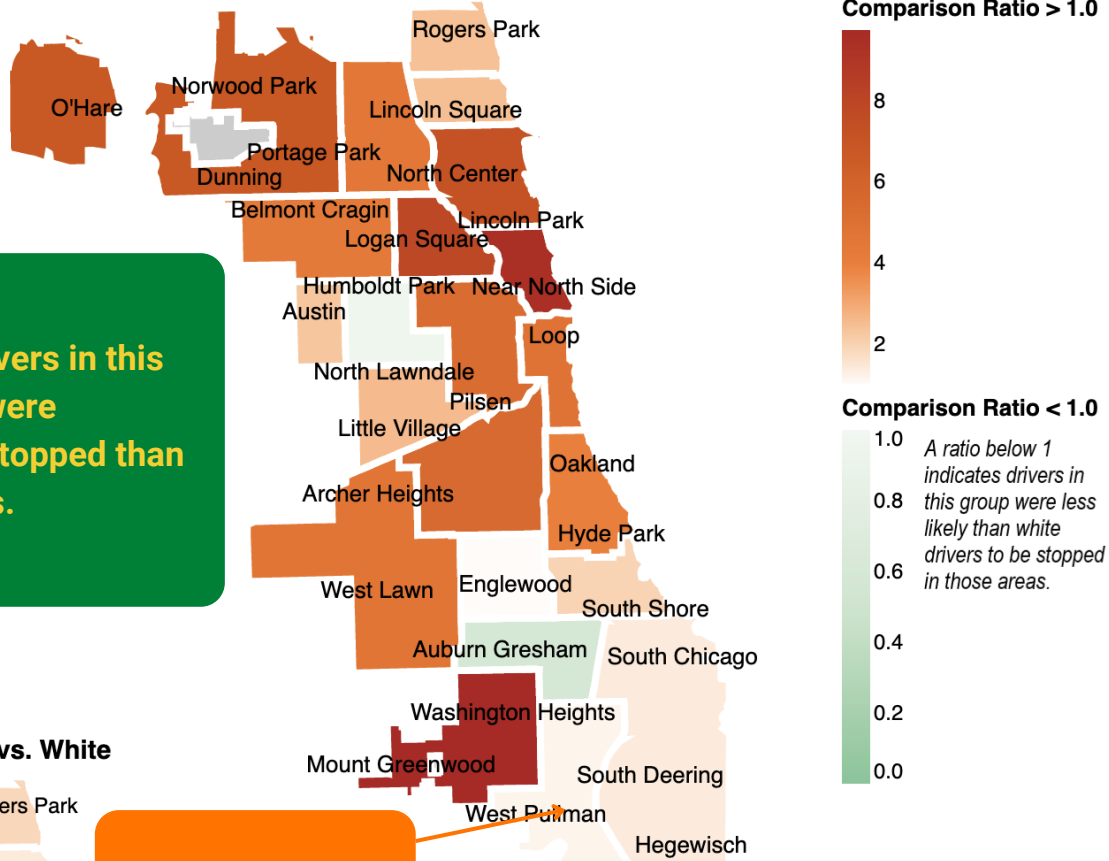 Comparison Ratio > 1.0
8
6
4
2
Comparison Ratio < 1.0
1.0
0.8
0.6
0.4
0.2
0.0
A ratio below 1
indicates drivers in
this group were less
likely than white
drivers to be stopped
in those areas.
Rogers Park
O'Hare
Norwood Park
Lincoln Square
Portage Park
Dunning
North Center
Belmont Cragin
Lincoln Park
Logan Square
Humboldt Park
Near North Side
Austin
Loop
North Lawndale
Pilsen
Little Village
Oakland
Archer Heights
Hyde Park
Englewood
West Lawn
South Shore
Auburn Gresham
South Chicago
Washington Heights
Mount Greenwood
South Deering
West Pullman
Hegewisch
vers in this
were
topped than
s.
vs. White
ers Park